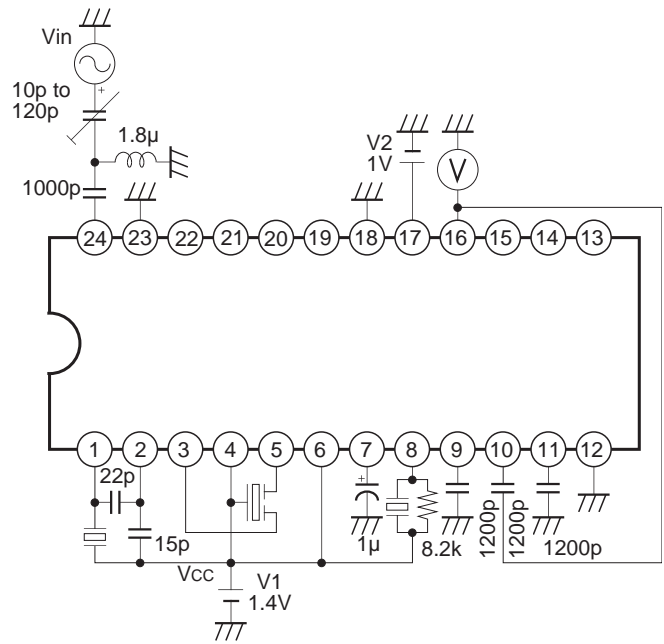 Vin
+
10p to
120p
1.8µ
1000p
V2
1V
V
24 23 22 21 20 19 18 17 16 15 14 13
1 2 3 4 5 6 7 8 9 10 11 12
22p
15p
+
1µ
8.2k
1200p
1200p
1200p
VCC
V1
1.4V